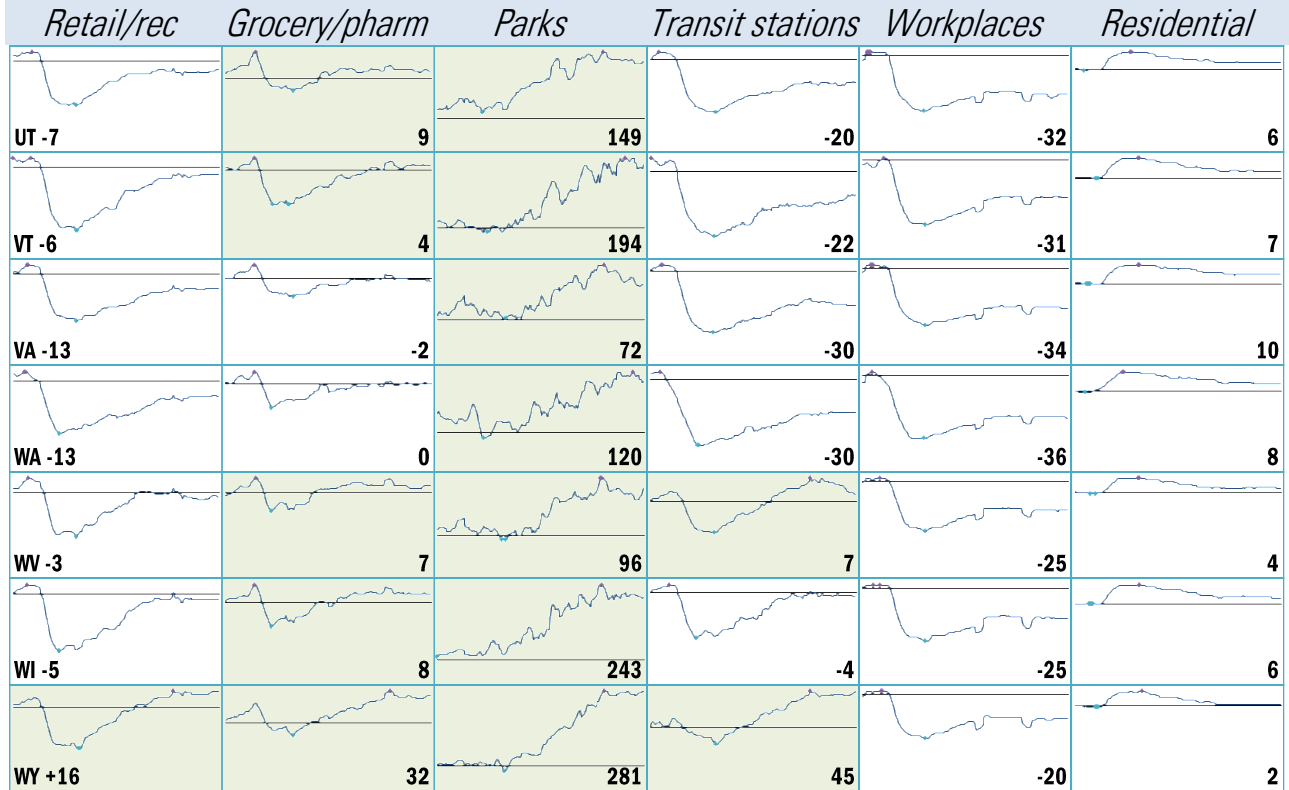 Retail/rec Grocery/pharm Parks Transit stations Workplaces Residential
UT -7 9 149 -20 -32 6
VT -6 4 194 -22 -31 7
VA -13 -2 72 -30 -34 10
WA -13 0 120 -30 -36 8
WV -3 7 96 7 -25 4
WI -5 8 243 -4 -25 6
WY +16 32 281 45 -20 2